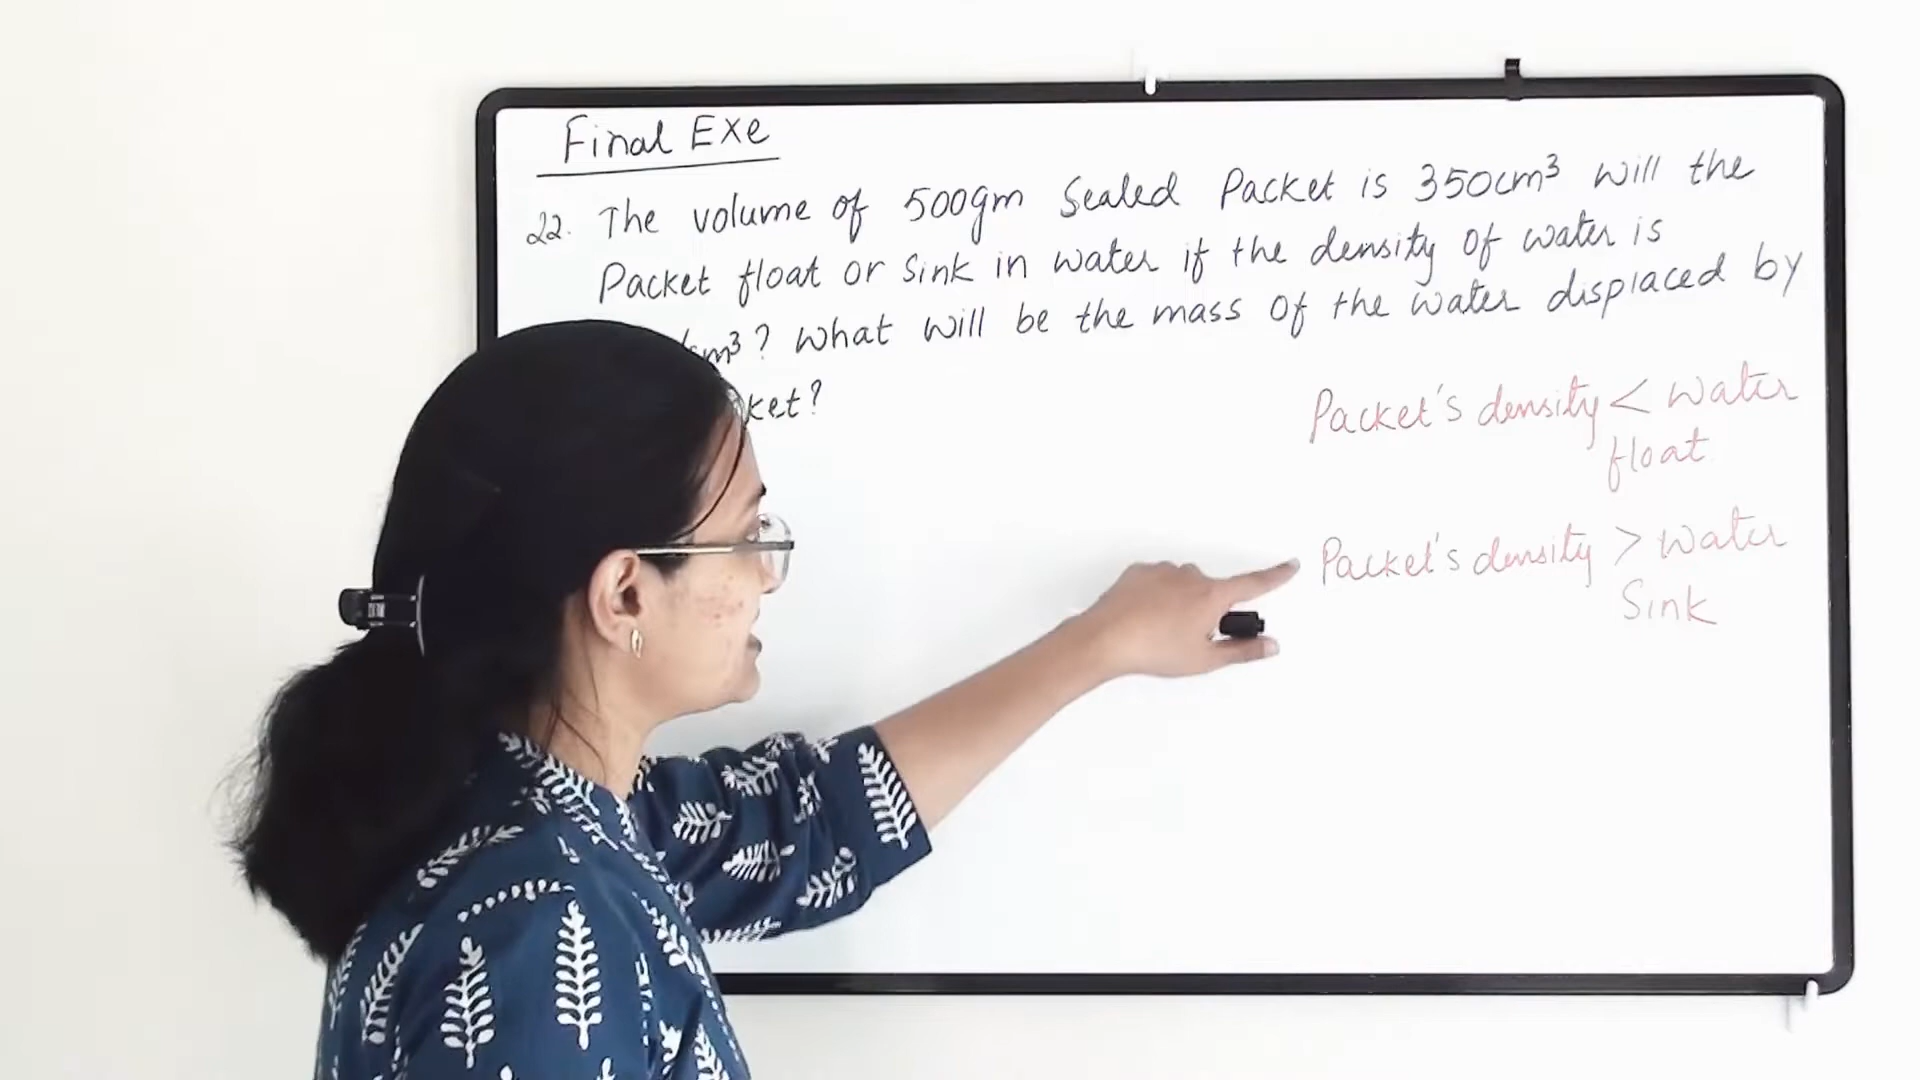 Final Exe
22. The volume of 500gm Sealed Packet is 350cm³ will the
Packet float or Sink in water if the density of water is
cm³? What will be the mass of the water displaced by
ket?
Packet's density < water
float
Packet's density > water
Sink